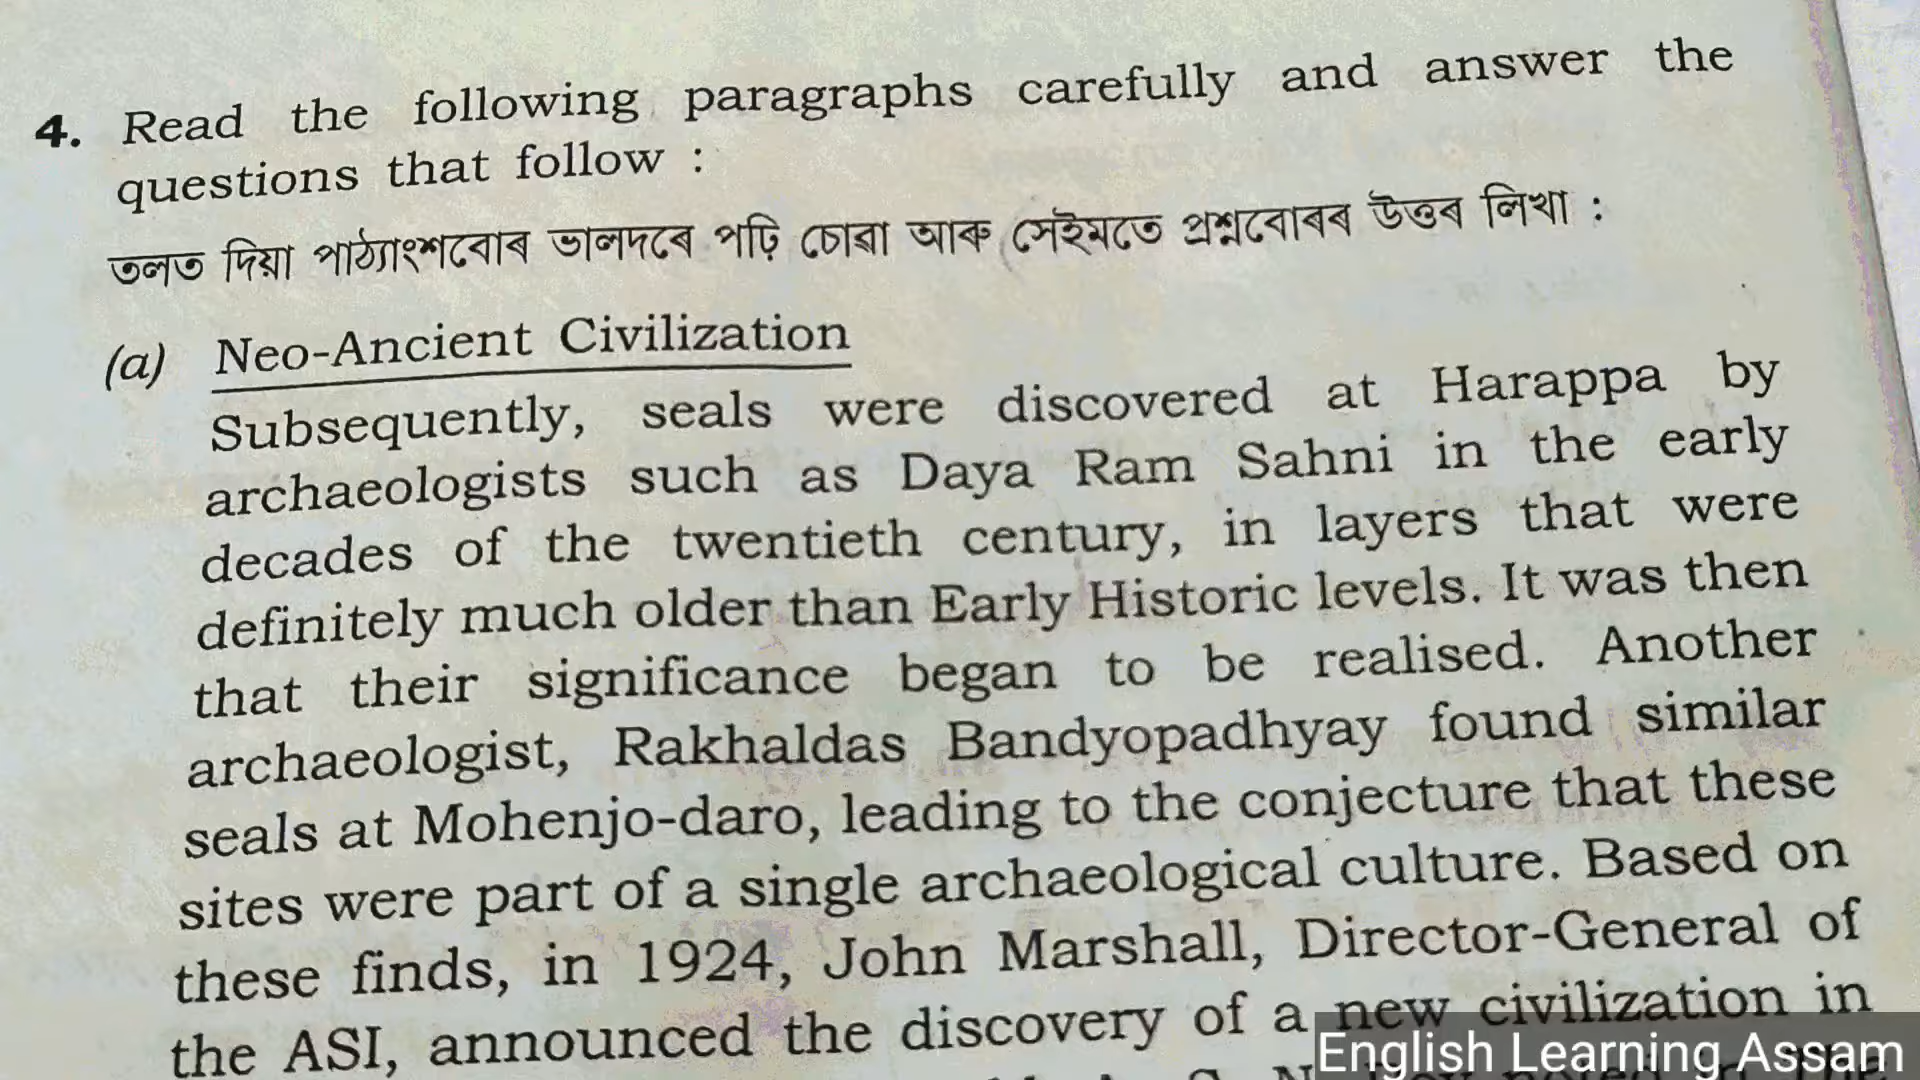 4. Read the following paragraphs carefully and answer the
questions that follow :
তলত দিয়া পাঠ্যাংশবোৰ ভালদৰে পঢ়ি চোৱা আৰু সেইমতে প্ৰশ্নবোৰৰ উত্তৰ লিখা :
(a) Neo-Ancient Civilization
Subsequently, seals were discovered at Harappa by
archaeologists such as Daya Ram Sahni in the early
decades of the twentieth century, in layers that were
definitely much older than Early Historic levels. It was then
that their significance began to be realised. Another
archaeologist, Rakhaldas Bandyopadhyay found similar
seals at Mohenjo-daro, leading to the conjecture that these
sites were part of a single archaeological culture. Based on
these finds, in 1924, John Marshall, Director-General of
the ASI, announced the discovery of a new civilization in
English Learning Assam